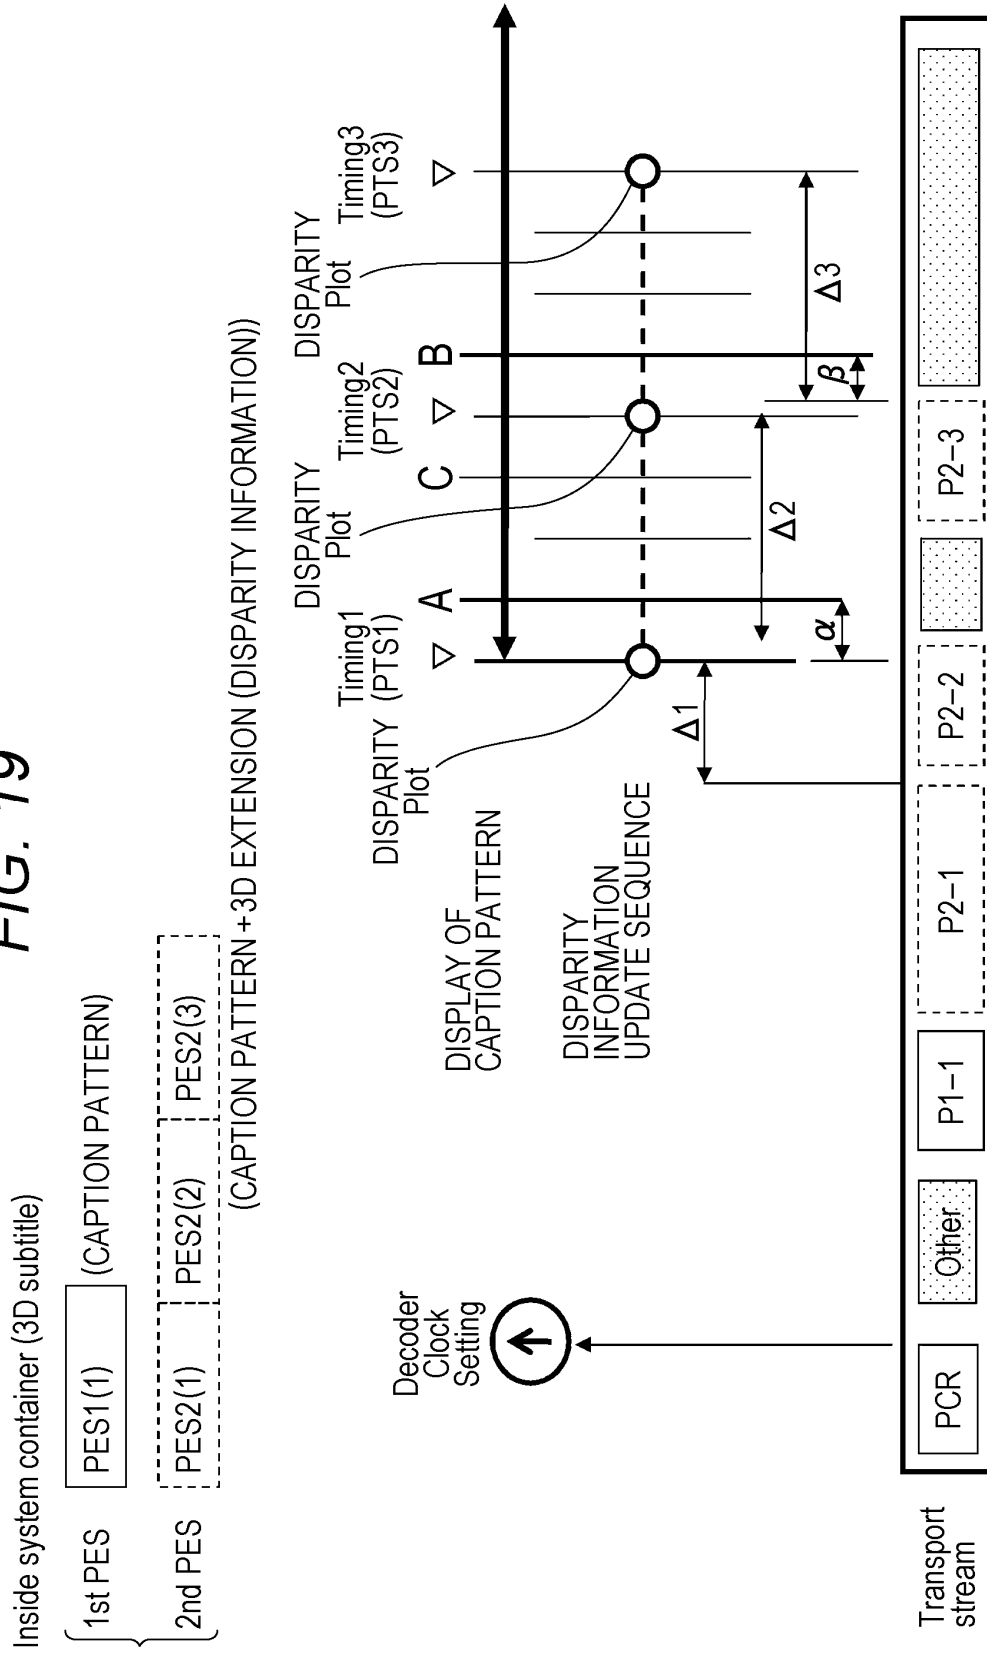 FIG. 19
Inside system container (3D subtitle)
1st PES
PES1(1)
(CAPTION PATTERN)
2nd PES
PES2(1)
PES2(2)
PES2(3)
(CAPTION PATTERN +3D EXTENSION (DISPARITY INFORMATION))
DISPARITY
Plot
DISPARITY
Plot
DISPARITY
Plot
Timing1
(PTS1)
Timing2
(PTS2)
Timing3
(PTS3)
▽
▽
▽
A
C
B
Decoder
Clock
Setting
DISPLAY OF
CAPTION PATTERN
DISPARITY
INFORMATION
UPDATE SEQUENCE
Δ1
Δ2
Δ3
α
β
Transport
stream
PCR
Other
P1−1
P2−1
P2−2
P2−3